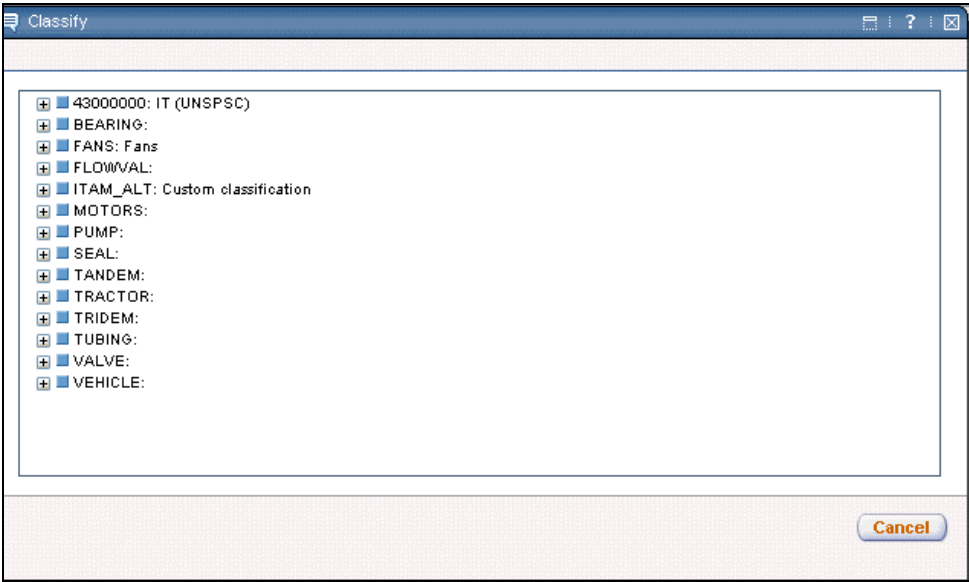 Classify
?
43000000: IT (UNSPSC)
BEARING:
FANS: Fans
FLOWVAL:
ITAM_ALT: Custom classification
MOTORS:
PUMP:
SEAL:
TANDEM:
TRACTOR:
TRIDEM:
TUBING:
VALVE:
VEHICLE:
Cancel